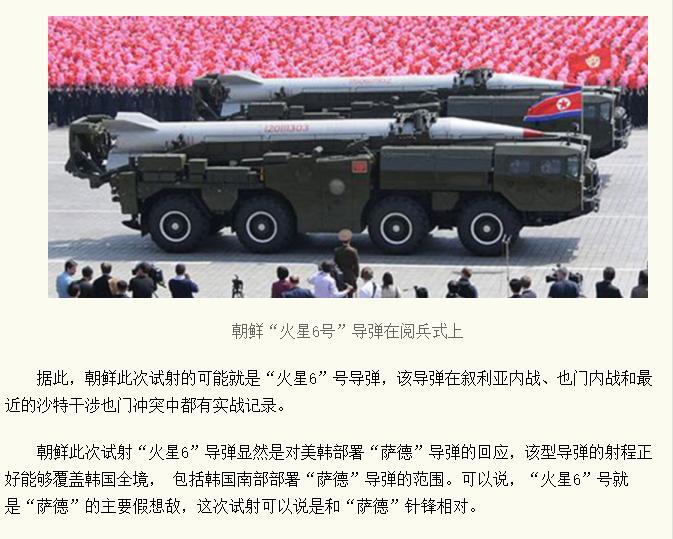 12011303
朝鲜“火星6号”导弹在阅兵式上
据此，朝鲜此次试射的可能就是“火星6”号导弹，该导弹在叙利亚内战、也门内战和最
近的沙特干涉也门冲突中都有实战记录。
朝鲜此次试射“火星6”导弹显然是对美韩部署“萨德”导弹的回应，该型导弹的射程正
好能够覆盖韩国全境， 包括韩国南部部署“萨德”导弹的范围。可以说，“火星6”号就
是“萨德”的主要假想敌，这次试射可以说是和“萨德”针锋相对。